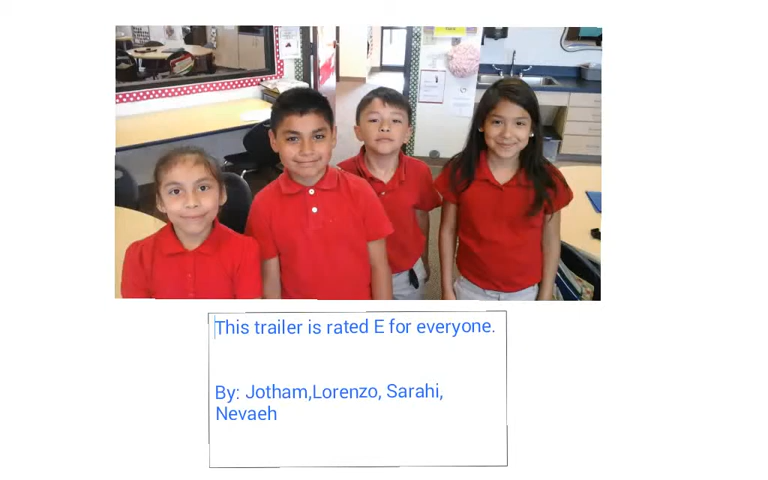 This trailer is rated E for everyone.
By: Jotham,Lorenzo, Sarahi,
Nevaeh